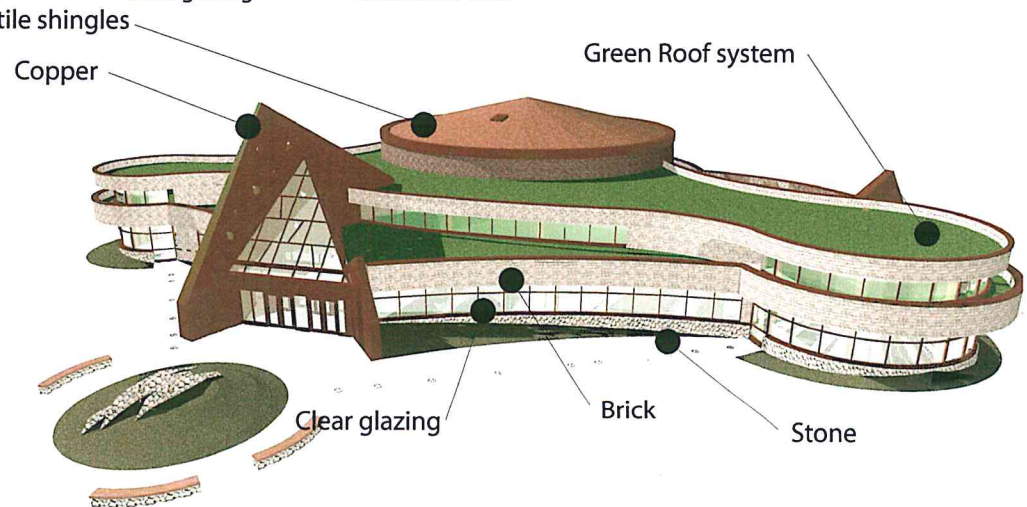 tile shingles
Copper
Green Roof system
Clear glazing
Brick
Stone